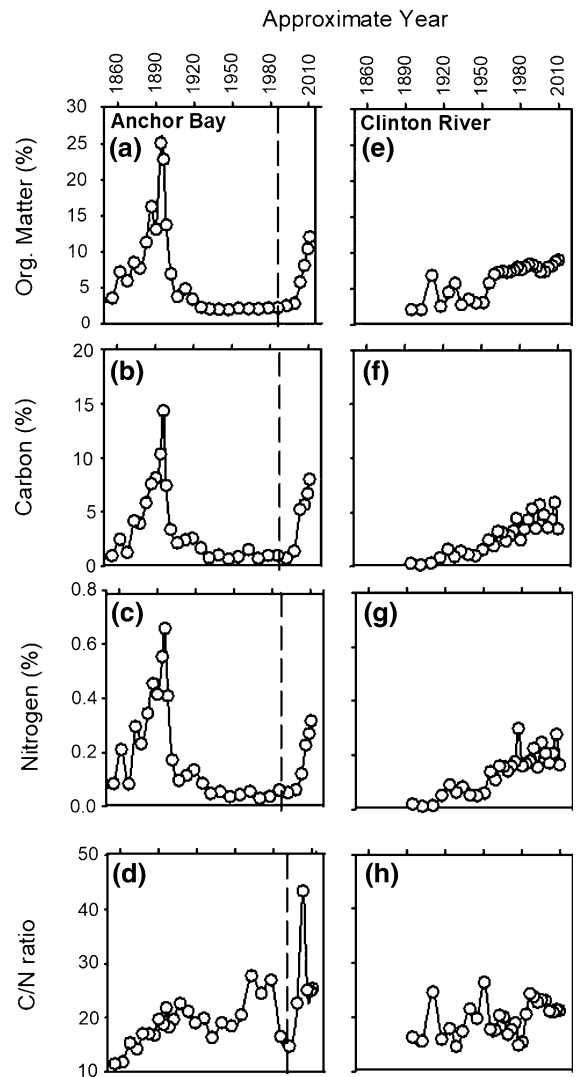 Approximate Year
1860 1890 1920 1950 1980 2010 1860 1890 1920 1950 1980 2010
30 Anchor Bay Clinton River
(a) (e)
25
20
Org. Matter (%)
15
10
5
0
20
(b) (f)
15
Carbon (%)
10
5
0
0.8
(c) (g)
0.6
Nitrogen (%)
0.4
0.2
0.0
50
(d) (h)
40
C/N ratio
30
20
10